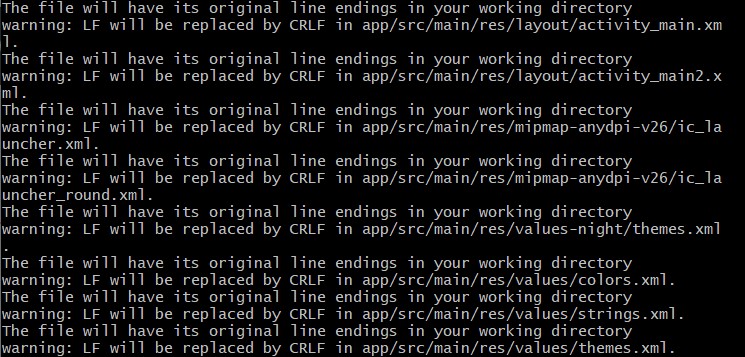 The file will have its original line endings in your working directory
warning: LF will be replaced by CRLF in app/src/main/res/layout/activity_main.xm
l.
The file will have its original line endings in your working directory
warning: LF will be replaced by CRLF in app/src/main/res/layout/activity_main2.x
ml.
The file will have its original line endings in your working directory
warning: LF will be replaced by CRLF in app/src/main/res/mipmap-anydpi-v26/ic_la
uncher.xml.
The file will have its original line endings in your working directory
warning: LF will be replaced by CRLF in app/src/main/res/mipmap-anydpi-v26/ic_la
uncher_round.xml.
The file will have its original line endings in your working directory
warning: LF will be replaced by CRLF in app/src/main/res/values-night/themes.xml
.
The file will have its original line endings in your working directory
warning: LF will be replaced by CRLF in app/src/main/res/values/colors.xml.
The file will have its original line endings in your working directory
warning: LF will be replaced by CRLF in app/src/main/res/values/strings.xml.
The file will have its original line endings in your working directory
warning: LF will be replaced by CRLF in app/src/main/res/values/themes.xml.